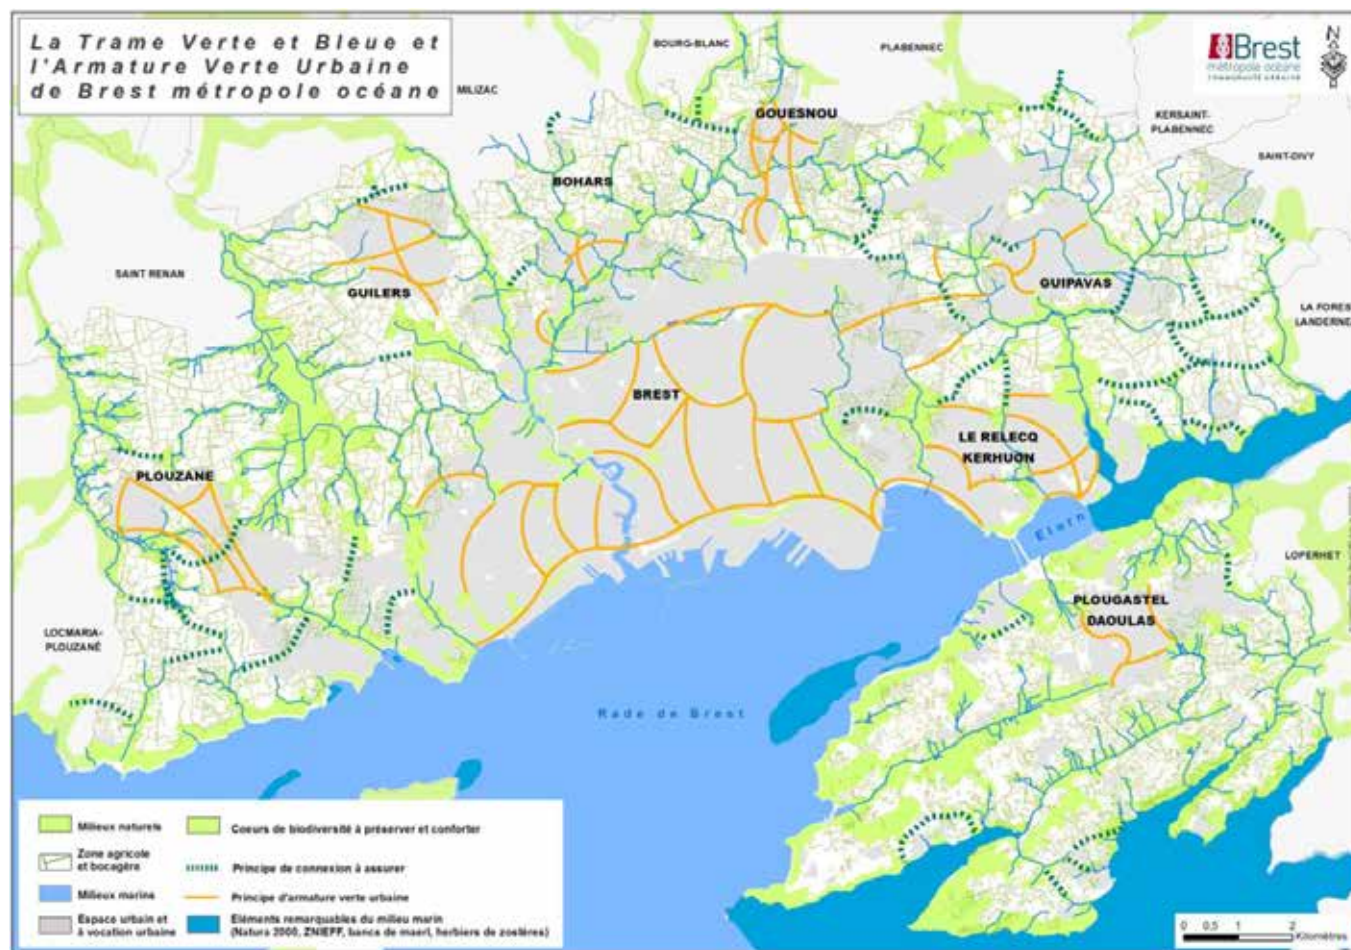 La Trame Verte et Bleue et
l'Armature Verte Urbaine
de Brest métropole océane
BOURG-BLANC
PLABENNEC
Brest
métropole océane
COMMUNAUTÉ URBAINE
N
MILIZAC
GOUESNOU
KERSAINT-
PLABENNEC
SAINT-DIVY
BOHARS
SAINT RENAN
GUILERS
GUIPAVAS
LA FORES
LANDERNE
BREST
LE RELECQ
KERHUON
PLOUZANE
Elorn
LOPERHET
PLOUGASTEL
DAOULAS
LOCMARIA-
PLOUZANÉ
Rade de Brest
Milieux naturels
Coeurs de biodiversité à préserver et conforter
Zone agricole
et bocagère
Principe de connexion à assurer
Milieux marins
Principe d'armature verte urbaine
Espace urbain et
à vocation urbaine
Eléments remarquables du milieu marin
(Natura 2000, ZNIEFF, bancs de maerl, herbiers de zostères)
0 0,5 1 2
Kilomètres